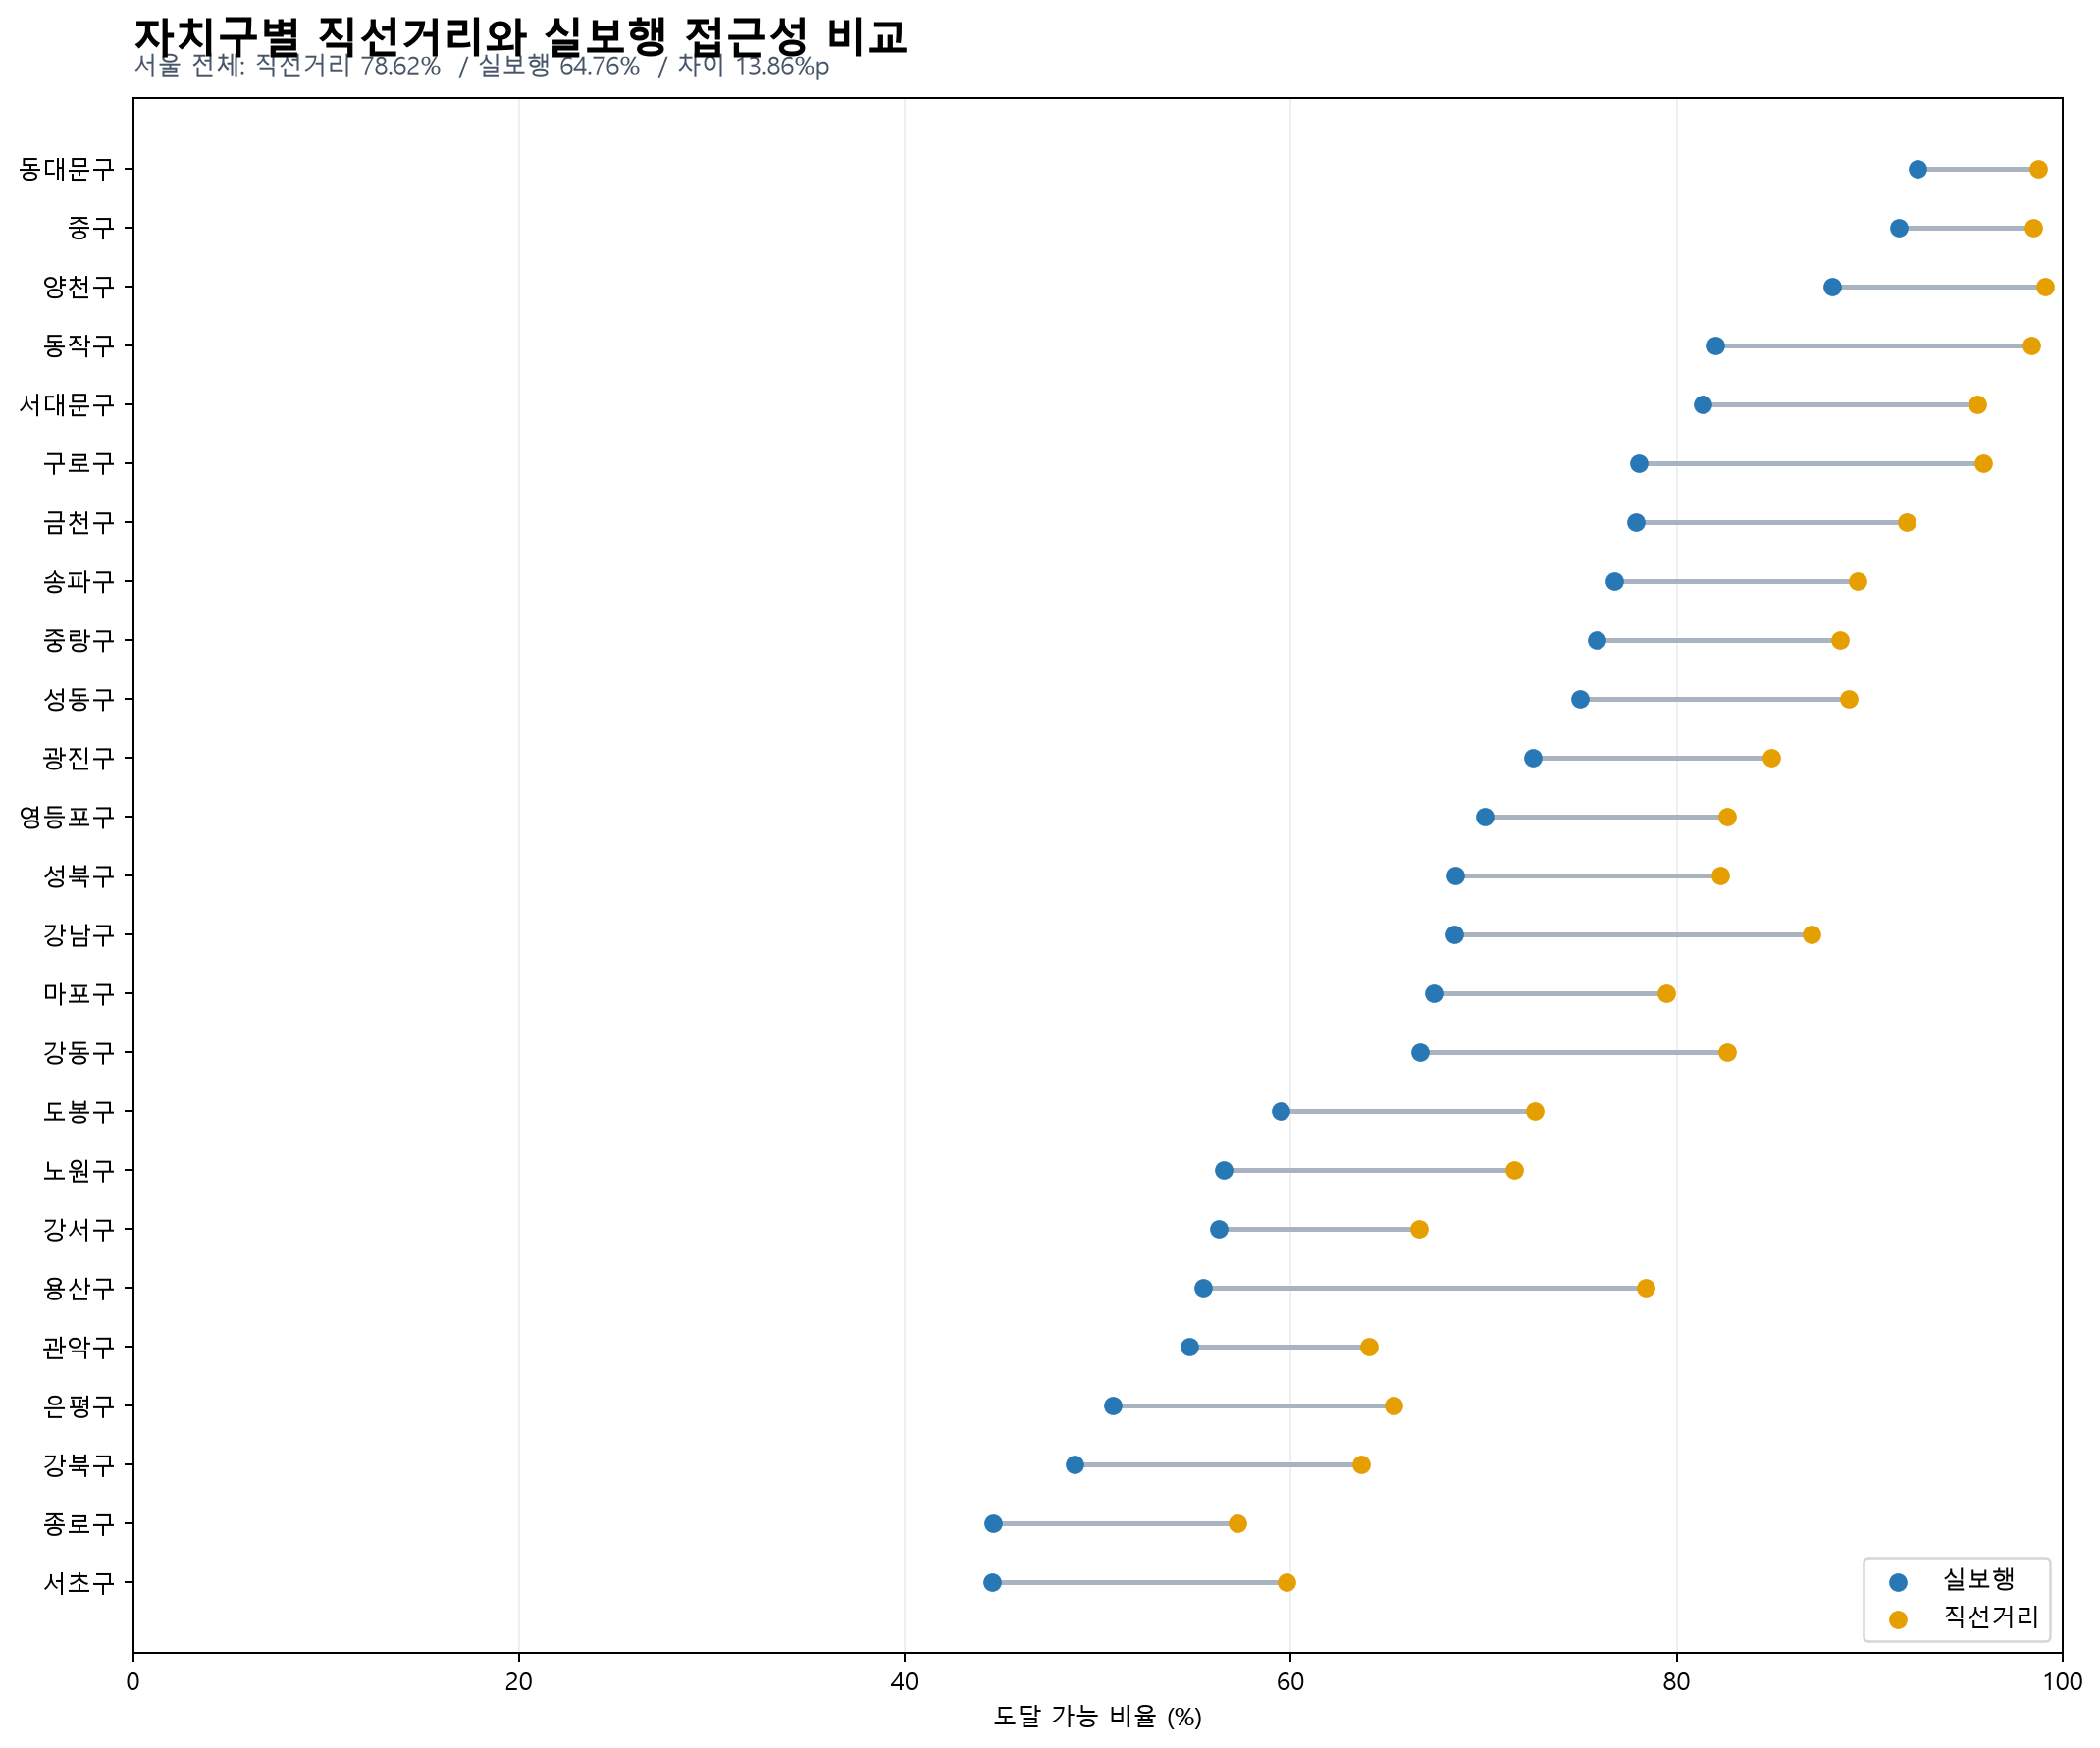 자치구별 직선거리와 실보행 접근성 비교
서울 전체: 직선거리 78.62% / 실보행 64.76% / 차이 13.86%p
동대문구
중구
양천구
동작구
서대문구
구로구
금천구
송파구
중랑구
성동구
광진구
영등포구
성북구
강남구
마포구
강동구
도봉구
노원구
강서구
용산구
관악구
은평구
강북구
종로구
서초구
실보행
직선거리
0 20 40 60 80 100
도달 가능 비율 (%)